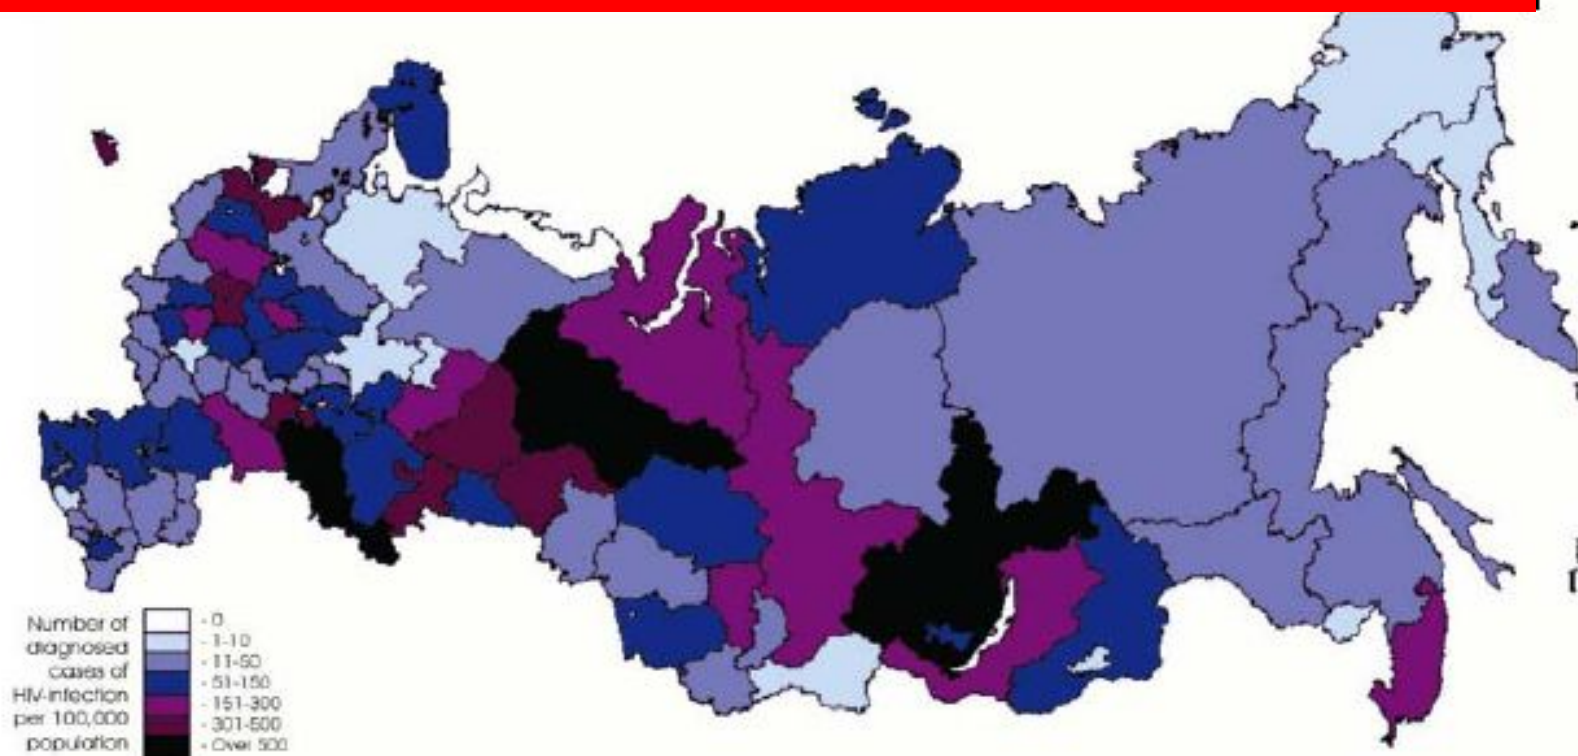 Number of
diagnosed
cases of
HIV-infection
per 100,000
population
- 0
- 1-10
- 11-50
- 51-150
- 151-300
- 301-500
- Over 500